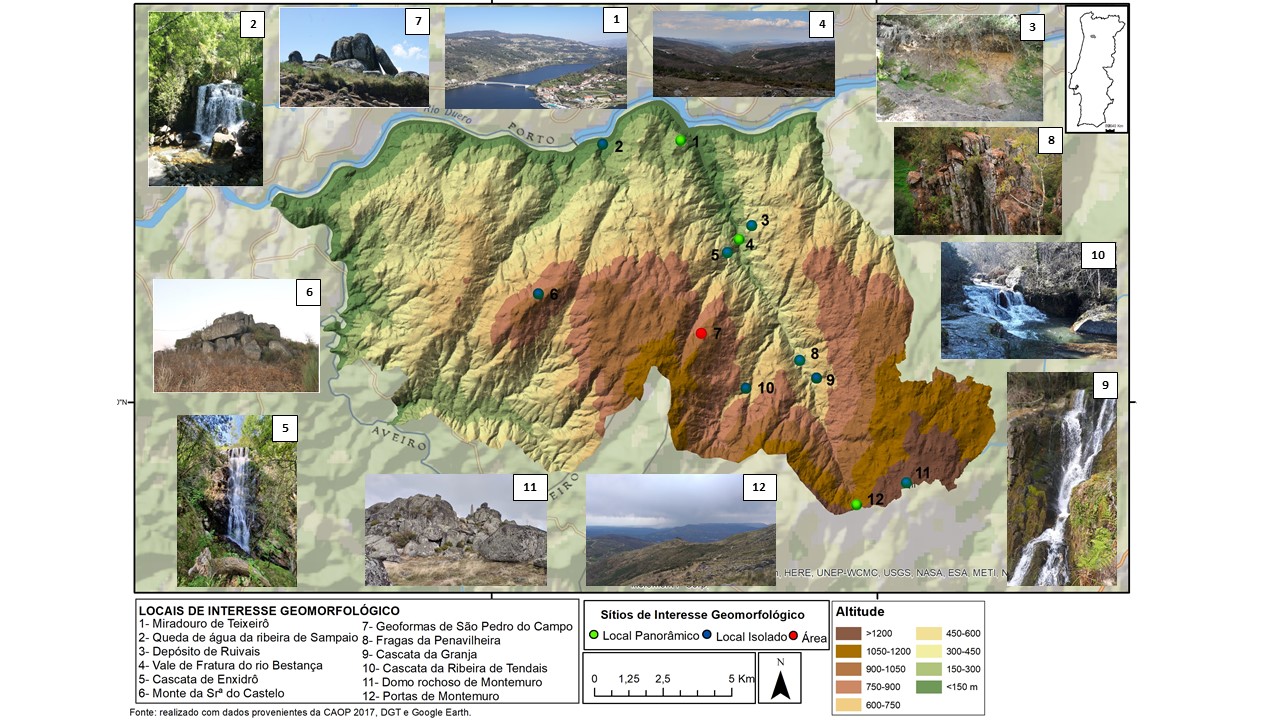 2
7
1
4
3
Rio Duero
PORTO
2
1
8
3
4
5
10
6
6
7
8
9
10
9
0"N
5
AVEIRO
EIRO
11
12
11
12
, HERE, UNEP-WCMC, USGS, NASA, ESA, METI, N
LOCAIS DE INTERESSE GEOMORFOLÓGICO
1- Miradouro de Teixeirô
2- Queda de água da ribeira de Sampaio
3- Depósito de Ruivais
4- Vale de Fratura do rio Bestança
5- Cascata de Enxidrô
6- Monte da Srª do Castelo
7- Geoformas de São Pedro do Campo
8- Fragas da Penavilheira
9- Cascata da Granja
10- Cascata da Ribeira de Tendais
11- Domo rochoso de Montemuro
12- Portas de Montemuro
Sítios de Interesse Geomorfológico
Local Panorâmico Local Isolado Área
0 1,25 2,5 5 Km
N
Altitude
>1200
1050-1200
900-1050
750-900
600-750
450-600
300-450
150-300
<150 m
Fonte: realizado com dados provenientes da CAOP 2017, DGT e Google Earth.